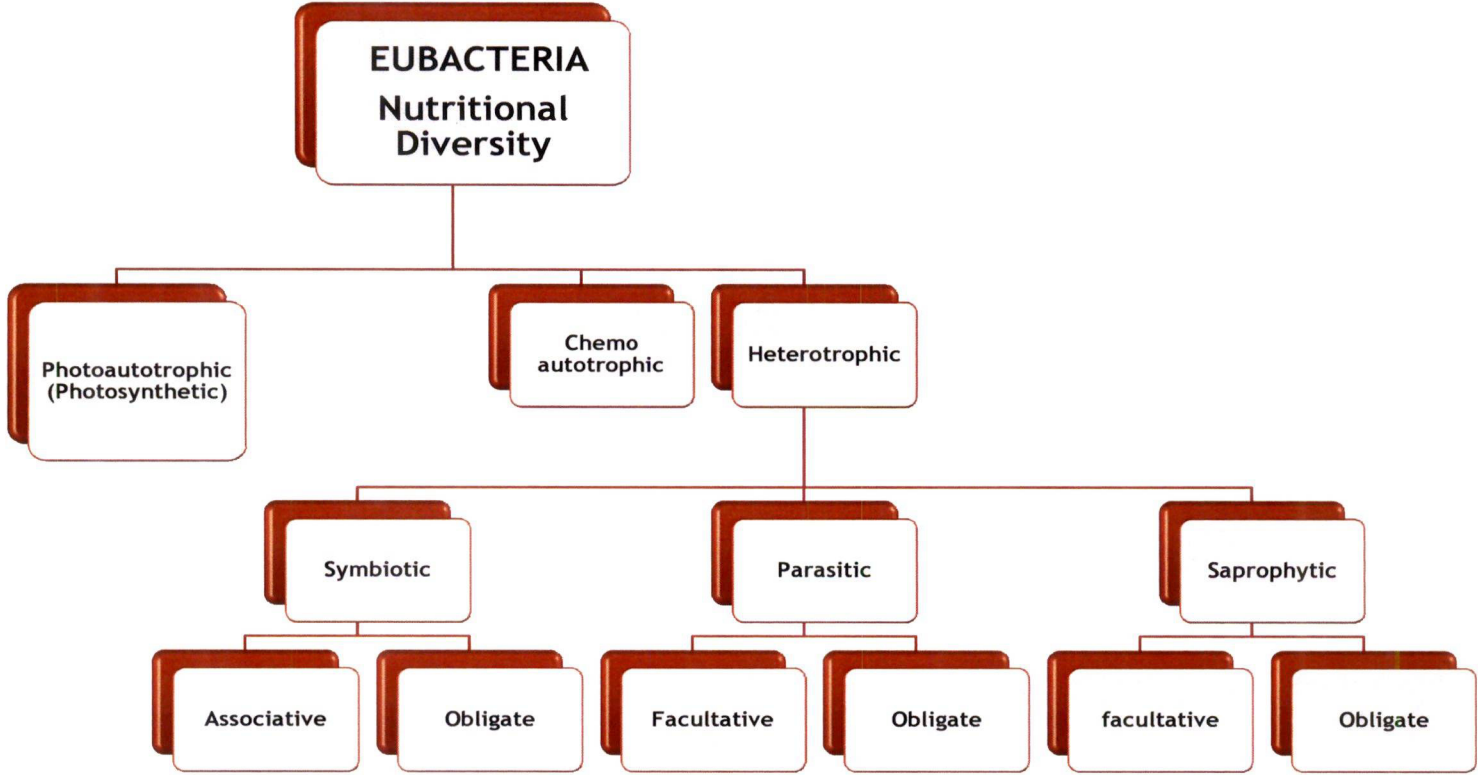 EUBACTERIA
Nutritional
Diversity
Photoautotrophic
(Photosynthetic)
Chemo
autotrophic
Heterotrophic
Symbiotic
Parasitic
Saprophytic
Associative
Obligate
Facultative
Obligate
facultative
Obligate